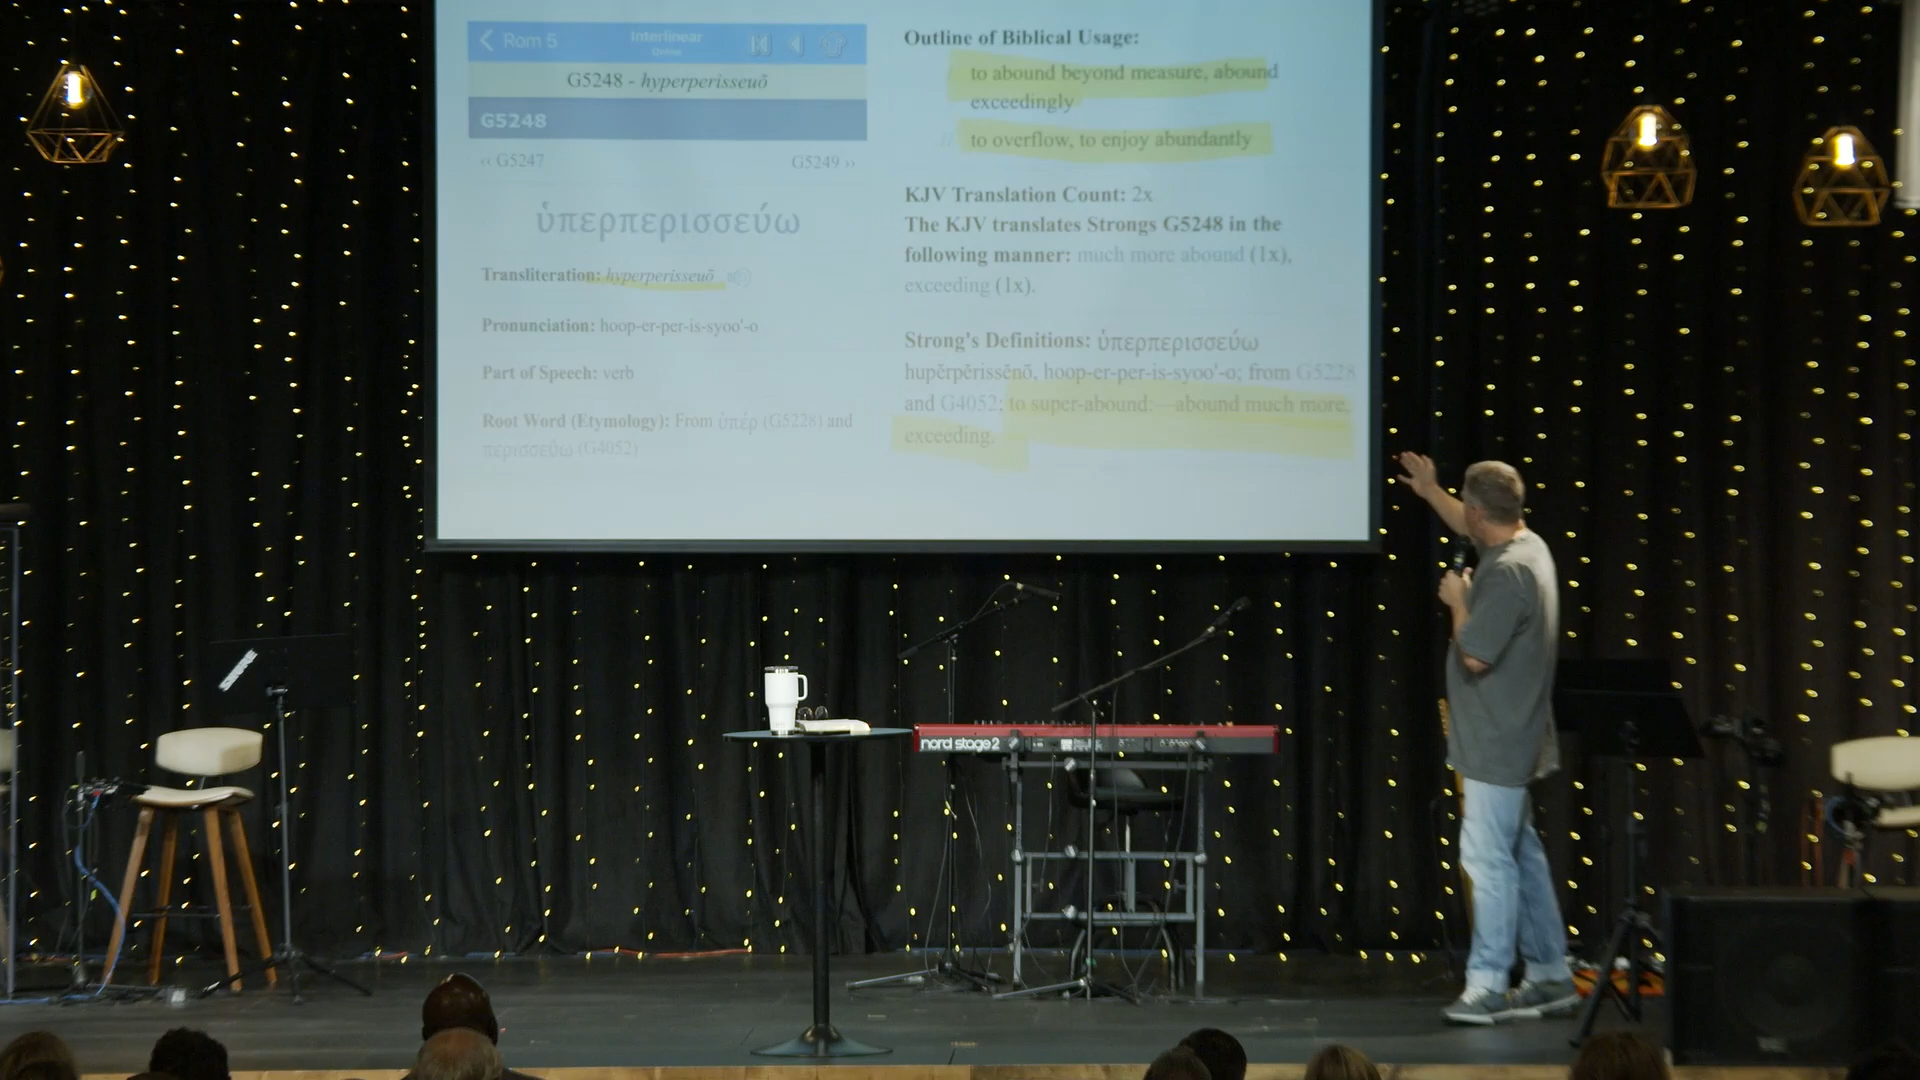 Rom 5
Interlinear
G5248 - hyperperisseuō
G5248
‹‹ G5247
G5249 ››
ὑπερπερισσεύω
Transliteration: hyperperisseuō
Pronunciation: hoop-er-per-is-syoo'-o
Part of Speech: verb
Root Word (Etymology): From ὑπέρ (G5228) and
περισσεύω (G4052)
Outline of Biblical Usage:
to abound beyond measure, abound
exceedingly
to overflow, to enjoy abundantly
KJV Translation Count: 2x
The KJV translates Strongs G5248 in the
following manner: much more abound (1x),
exceeding (1x).
Strong's Definitions: ὑπερπερισσεύω
hupĕrpĕrissĕnō, hoop-er-per-is-syoo'-o; from G5228
and G4052; to super-abound:—abound much more,
exceeding.
nord stage 2